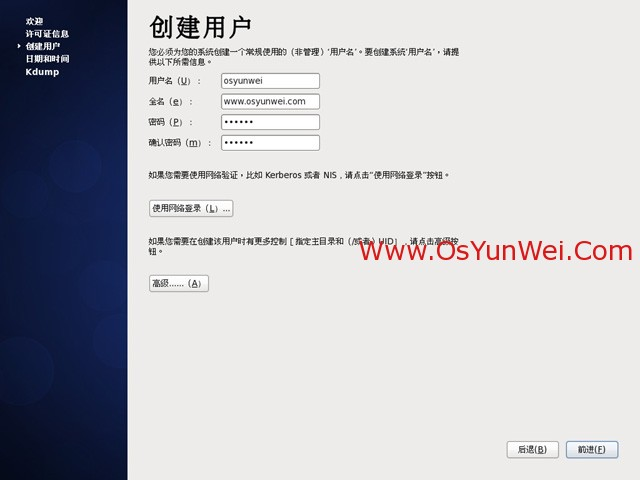 欢迎
许可证信息
创建用户
日期和时间
Kdump
创建用户
您必须为您的系统创建一个常规使用的（非管理）‘用户名’。要创建系统‘用户名’，请提
供以下所需信息。
用户名（U）：
osyunwei
全名（e）：
www.osyunwei.com
密码（P）：
••••••
确认密码（m）：
••••••
如果您需要使用网络验证，比如 Kerberos 或者 NIS，请点击“使用网络登录”按钮。
使用网络登录（L）...
如果您需要在创建该用户时有更多控制［指定主目录和（/或者）UID］，请点击高级按
钮。
Www.OsYunWei.Com
高级......（A）
后退(B)
前进(F)